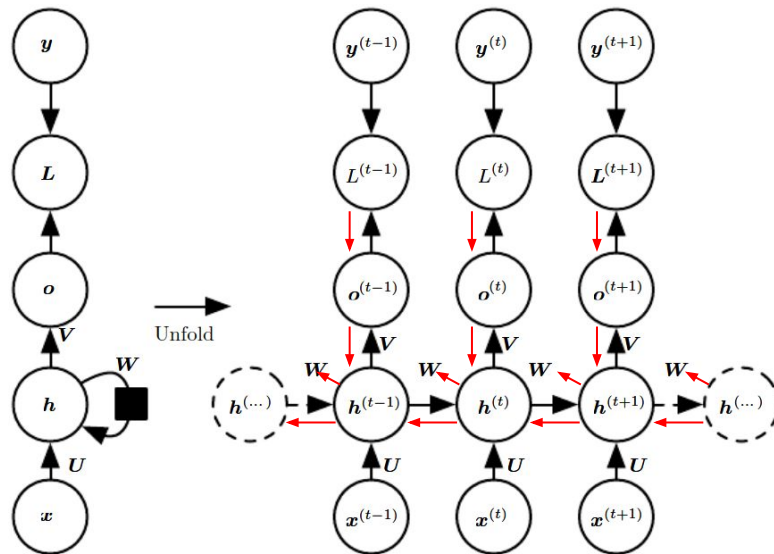 y y^(t−1) y^(t) y^(t+1)
L L^(t−1) L^(t) L^(t+1)
o o^(t−1) o^(t) o^(t+1)
Unfold
V V V V
W W W W W
h h^(...) h^(t−1) h^(t) h^(t+1) h^(...)
U U U U
x x^(t−1) x^(t) x^(t+1)